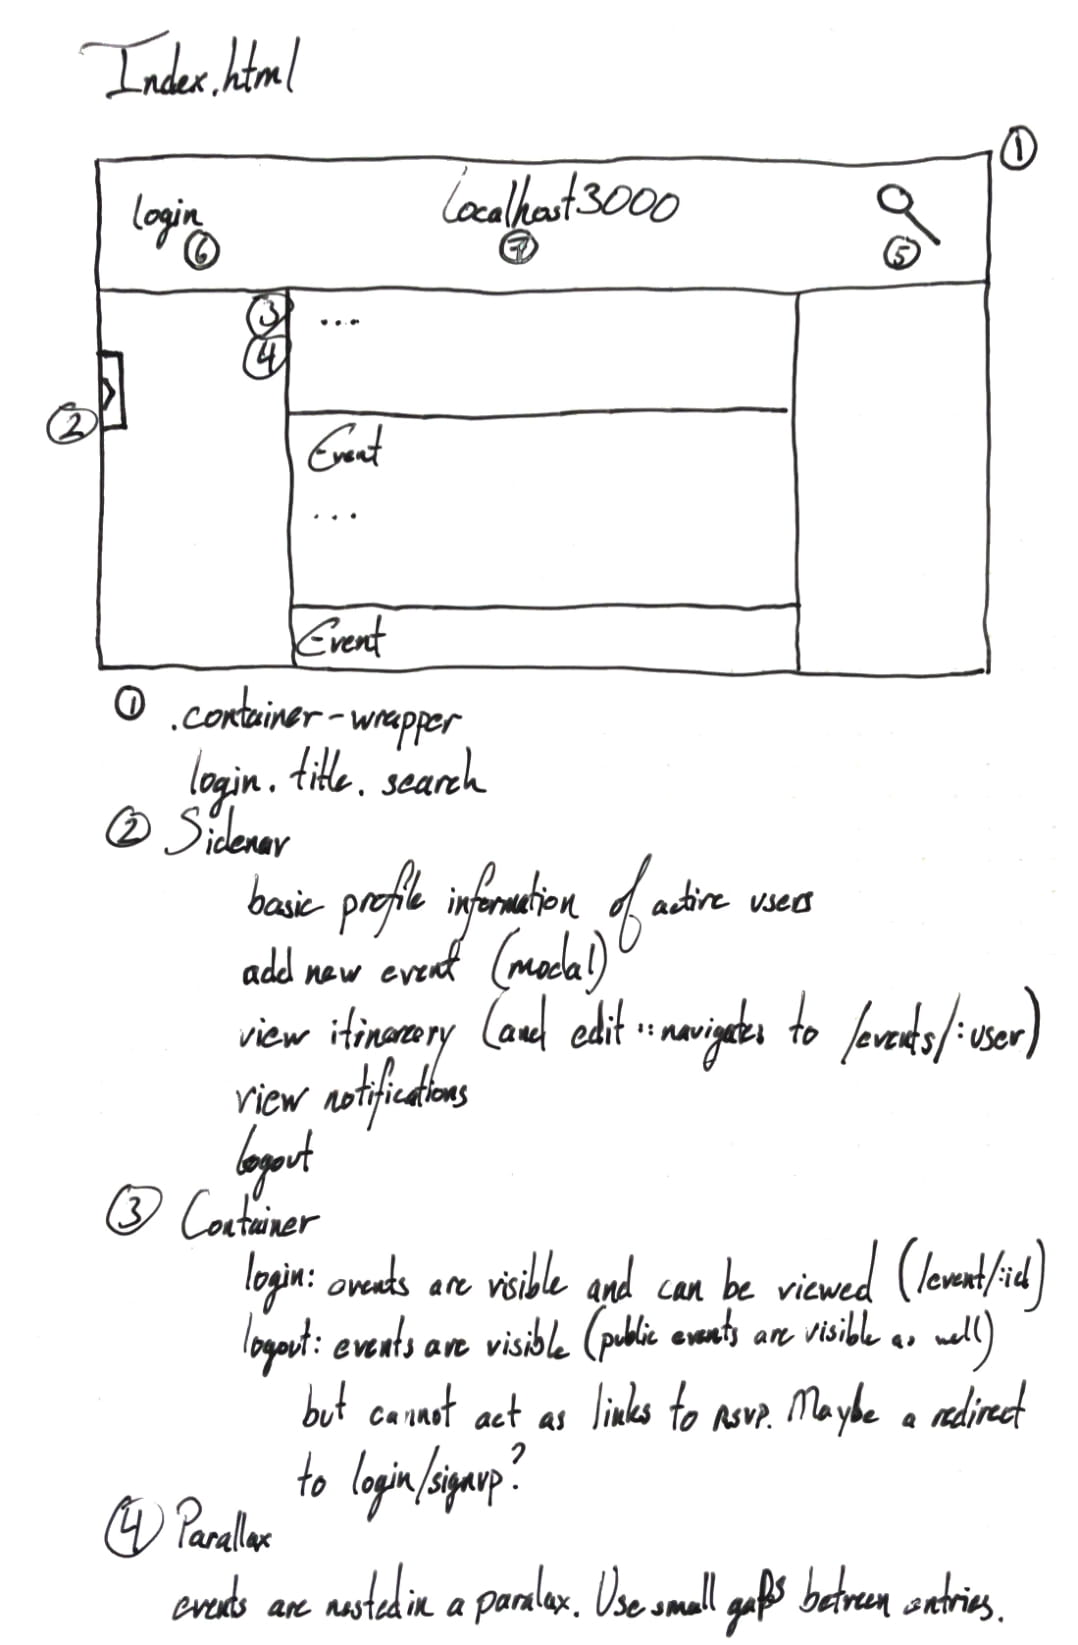 Index.html
①
login
Localhost3000
⑥
⑦
⑤
③
...
④
>
②
Event
...
Event
① .container-wrapper
login. title. search
② Sidenav
basic profile information of active users
add new event (modal)
view itinerery (and edit :: navigates to /events/:user)
view notifications
logout
③ Container
login: events are visible and can be viewed (/event/:id)
logout: events are visible (public events are visible as well)
but cannot act as links to RSVP. Maybe a redirect
to login/signup?
④ Parallax
events are nested in a paralax. Use small gaps between entries.